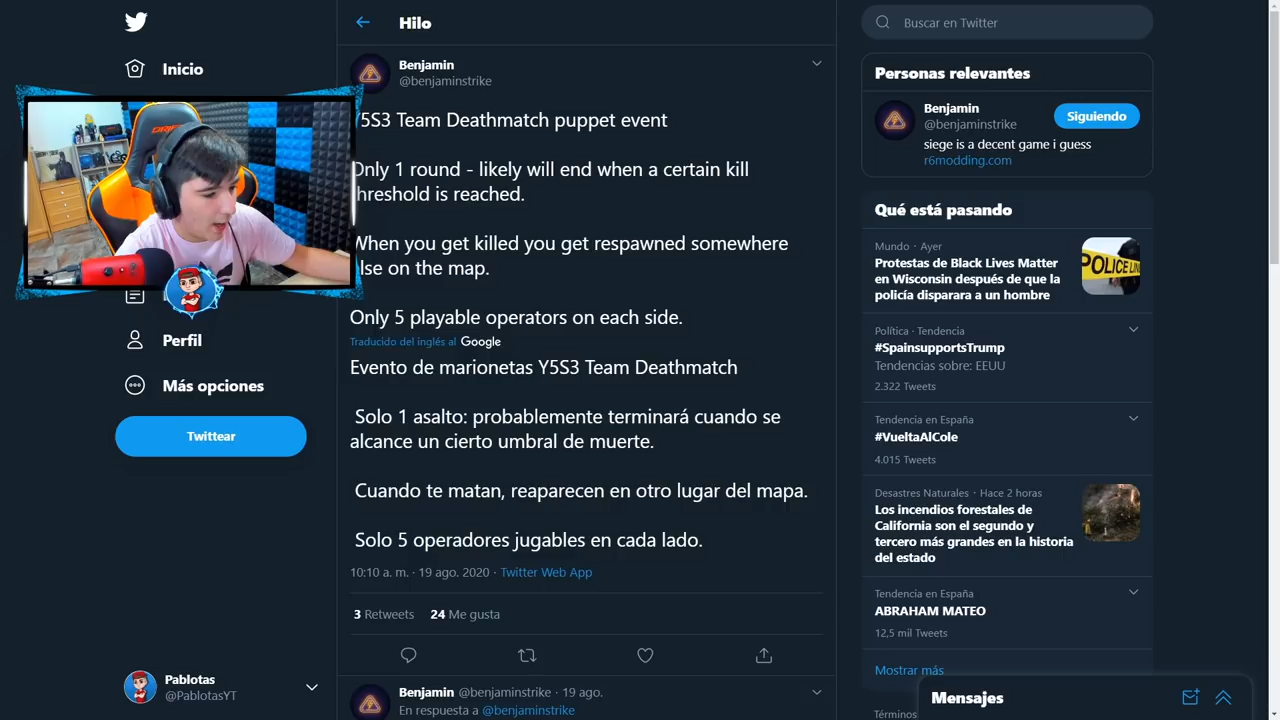 Inicio
Perfil
Más opciones
Twittear
Pablotas
@PablotasYT
Hilo
Benjamin
@benjaminstrike
Y5S3 Team Deathmatch puppet event
Only 1 round - likely will end when a certain kill
threshold is reached.
When you get killed you get respawned somewhere
else on the map.
Only 5 playable operators on each side.
Traducido del inglés al Google
Evento de marionetas Y5S3 Team Deathmatch
Solo 1 asalto: probablemente terminará cuando se
alcance un cierto umbral de muerte.
Cuando te matan, reaparecen en otro lugar del mapa.
Solo 5 operadores jugables en cada lado.
10:10 a. m. · 19 ago. 2020 · Twitter Web App
3 Retweets 24 Me gusta
Benjamin @benjaminstrike · 19 ago.
En respuesta a @benjaminstrike
Buscar en Twitter
Personas relevantes
Benjamin
@benjaminstrike
Siguiendo
siege is a decent game i guess
r6modding.com
Qué está pasando
Mundo · Ayer
Protestas de Black Lives Matter
en Wisconsin después de que la
policía disparara a un hombre
POLICE LINE
Política · Tendencia
#SpainsupportsTrump
Tendencias sobre: EEUU
2.322 Tweets
Tendencia en España
#VueltaAlCole
4.015 Tweets
Desastres Naturales · Hace 2 horas
Los incendios forestales de
California son el segundo y
tercero más grandes en la historia
del estado
Tendencia en España
ABRAHAM MATEO
12,5 mil Tweets
Mostrar más
Términos
Mensajes